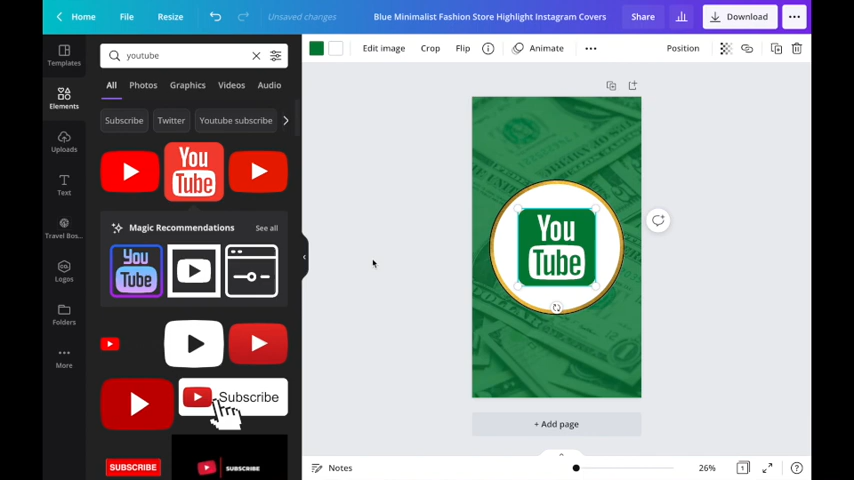 Home File Resize Unsaved changes Blue Minimalist Fashion Store Highlight Instagram Covers Share Download
Templates
Elements
Uploads
Text
Travel Bos...
Logos
Folders
More
youtube
All Photos Graphics Videos Audio
Subscribe Twitter Youtube subscribe
You
Tube
Magic Recommendations See all
You
Tube
Subscribe
SUBSCRIBE
SUBSCRIBE
Edit image Crop Flip Animate Position
You
Tube
+ Add page
Notes 26% 1